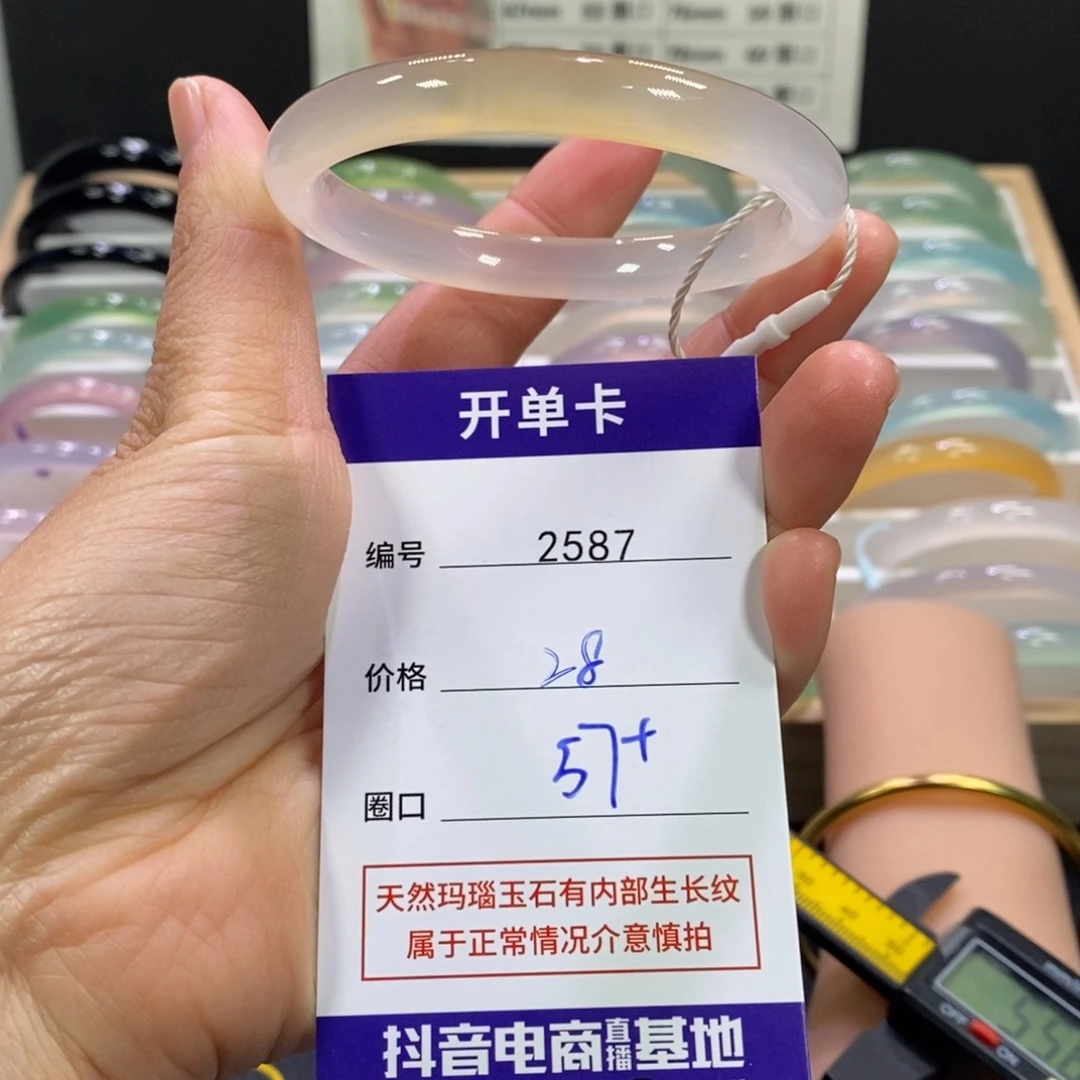 开单卡
编号 2587
价格 28
圈口 57+
天然玛瑙玉石有内部生长纹
属于正常情况介意慎拍
抖音电商直播基地
OFF
ON